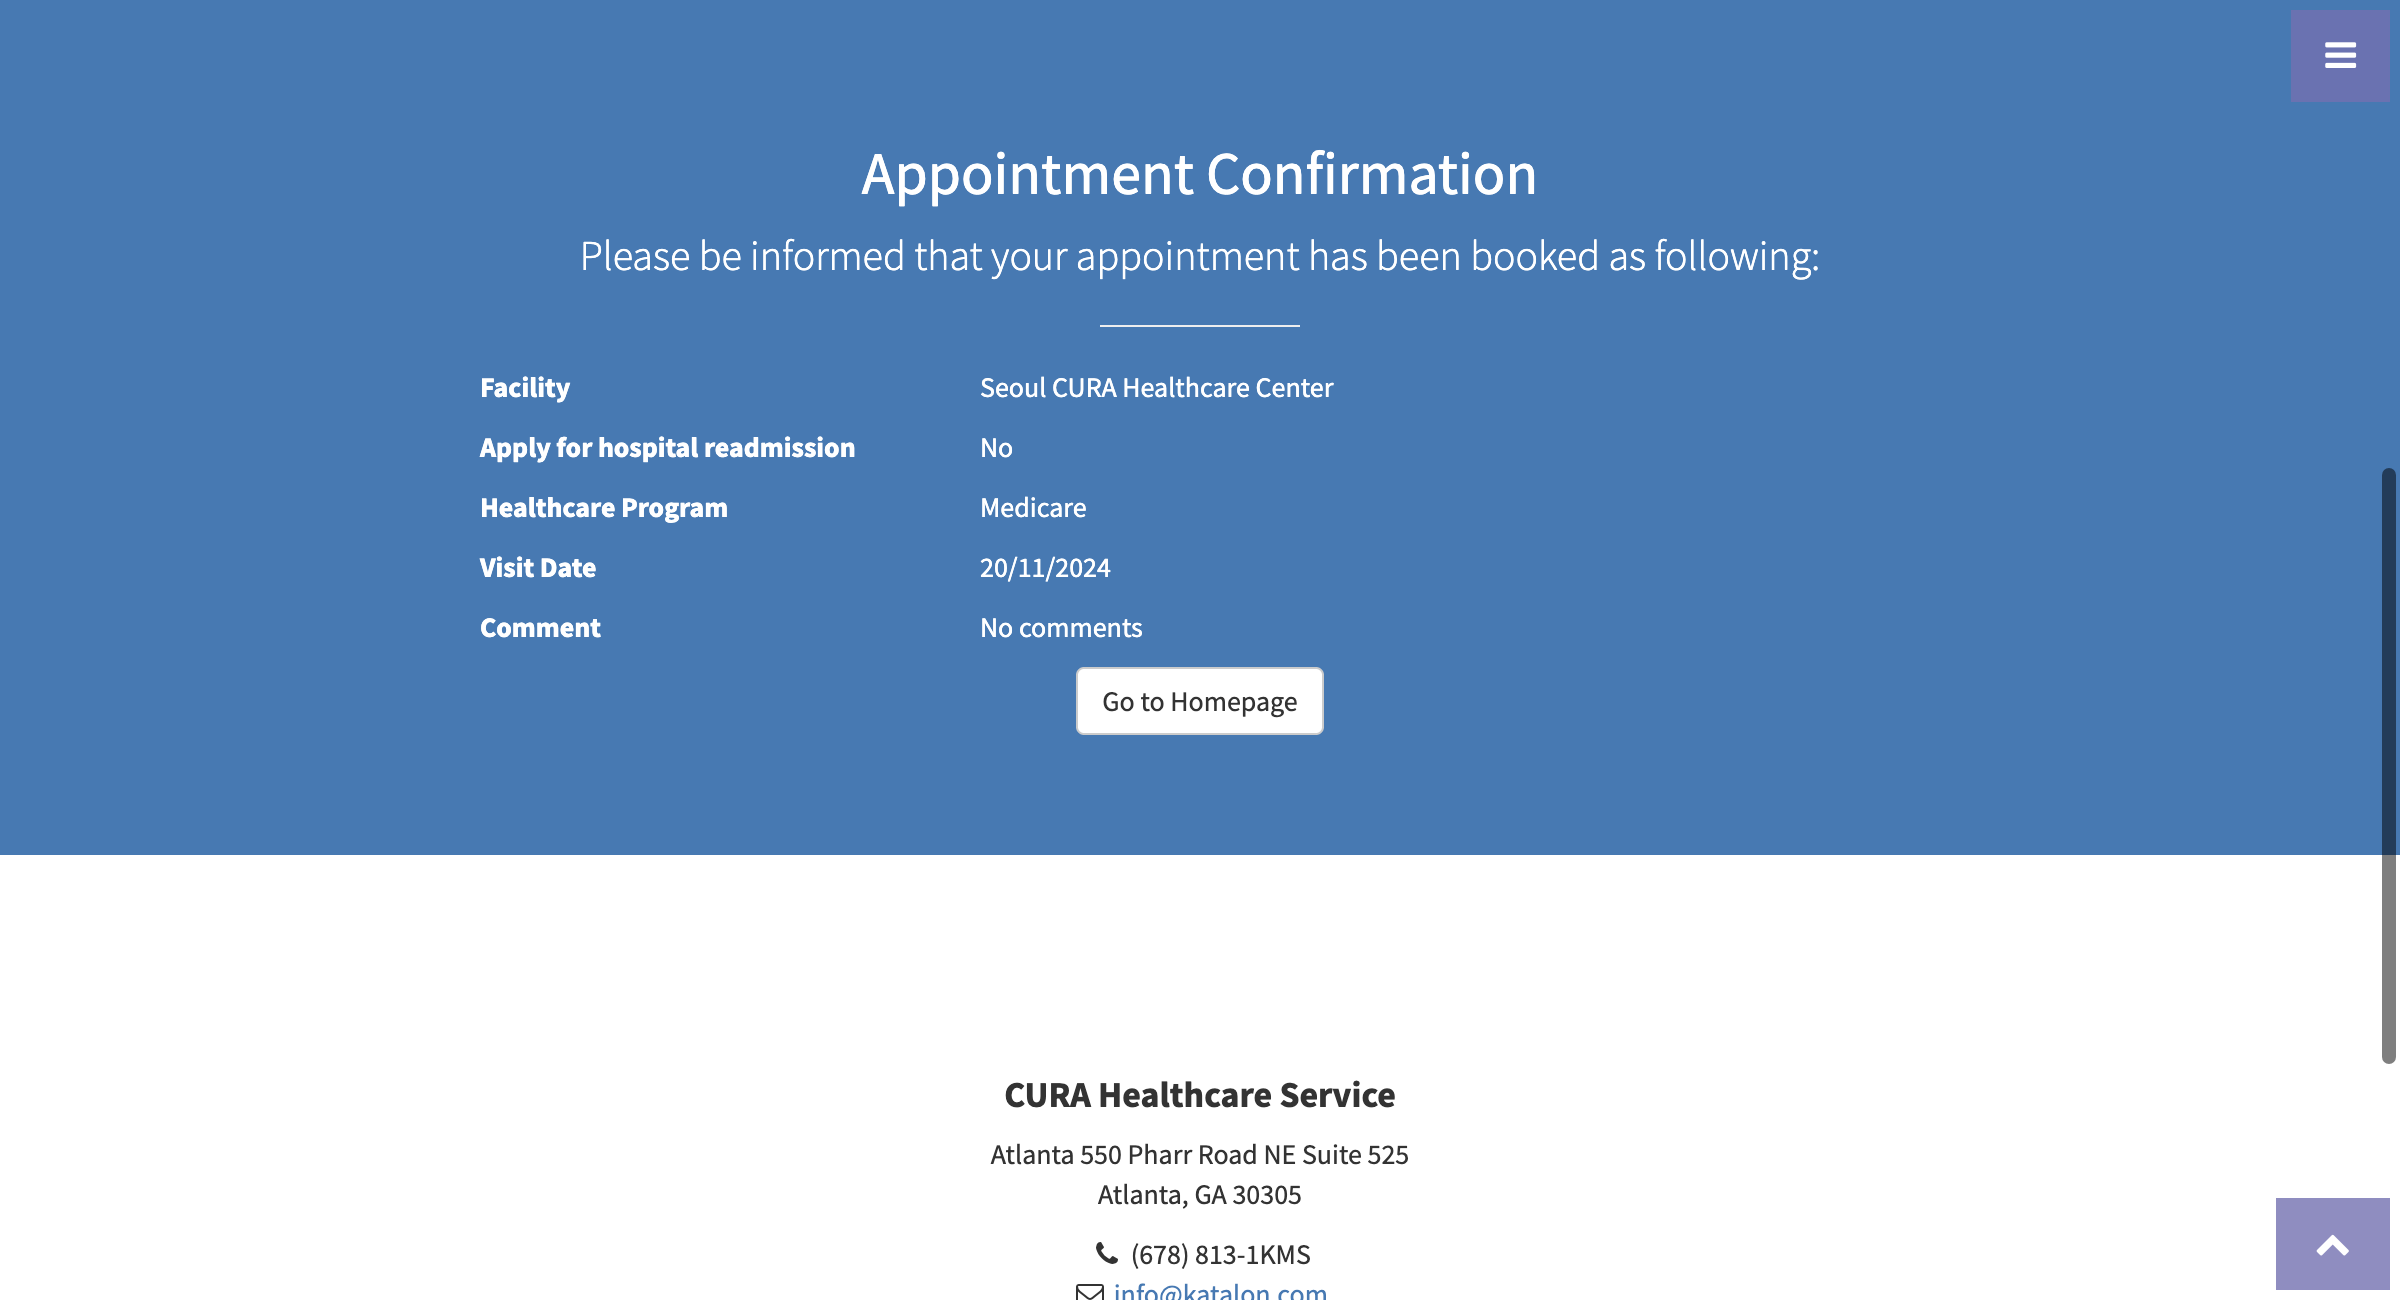 Appointment Confirmation
Please be informed that your appointment has been booked as following:
Facility Seoul CURA Healthcare Center
Apply for hospital readmission No
Healthcare Program Medicare
Visit Date 20/11/2024
Comment No comments
Go to Homepage
CURA Healthcare Service
Atlanta 550 Pharr Road NE Suite 525
Atlanta, GA 30305
(678) 813-1KMS
info@katalon.com